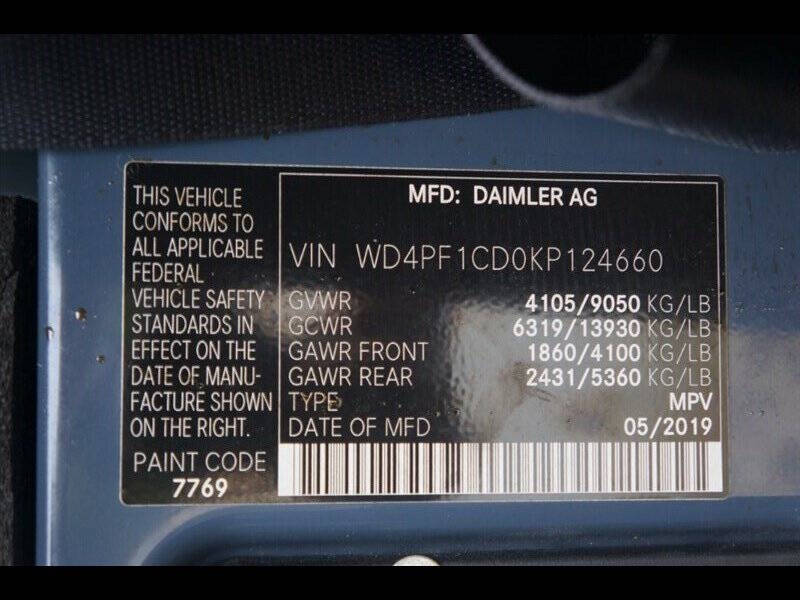 THIS VEHICLE
CONFORMS TO
ALL APPLICABLE
FEDERAL
VEHICLE SAFETY
STANDARDS IN
EFFECT ON THE
DATE OF MANU-
FACTURE SHOWN
ON THE RIGHT.
PAINT CODE
7769
MFD: DAIMLER AG
VIN WD4PF1CD0KP124660
GVWR 4105/9050 KG/LB
GCWR 6319/13930 KG/LB
GAWR FRONT 1860/4100 KG/LB
GAWR REAR 2431/5360 KG/LB
TYPE MPV
DATE OF MFD 05/2019